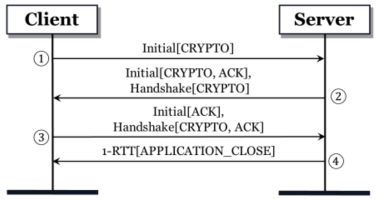 Client
Server
Initial[CRYPTO]
①
Initial[CRYPTO, ACK],
Handshake[CRYPTO]
②
Initial[ACK],
③
Handshake[CRYPTO, ACK]
1-RTT[APPLICATION_CLOSE]
④